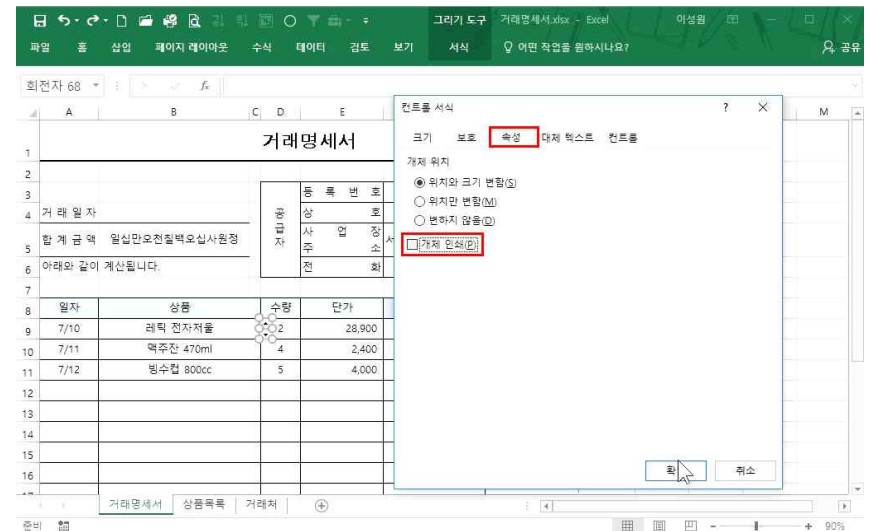 그리기 도구 거래명세서.xlsx - Excel 이성원
파일 홈 삽입 페이지 레이아웃 수식 데이터 검토 보기 서식 어떤 작업을 원하시나요? 공유
회전자 68 fx
A B C D E M
컨트롤 서식 ? ×
크기 보호 속성 대체 텍스트 컨트롤
개체 위치
위치와 크기 변함(S)
위치만 변함(M)
변하지 않음(D)
개체 인쇄(P)
확 취소
1 거래명세서
2
3 등 록 번 호
4 거 래 일 자 공급자 상 호
5 합 계 금 액 일십만오천칠백오십사원정 사 업 장 주 소 서
6 아래와 같이 계산됩니다. 전 화
7
8 일자 상품 수량 단가
9 7/10 레틱 전자저울 2 28,900
10 7/11 맥주잔 470ml 4 2,400
11 7/12 빙수컵 800cc 5 4,000
12
13
14
15
16
거래명세서 상품목록 거래처
준비 90%